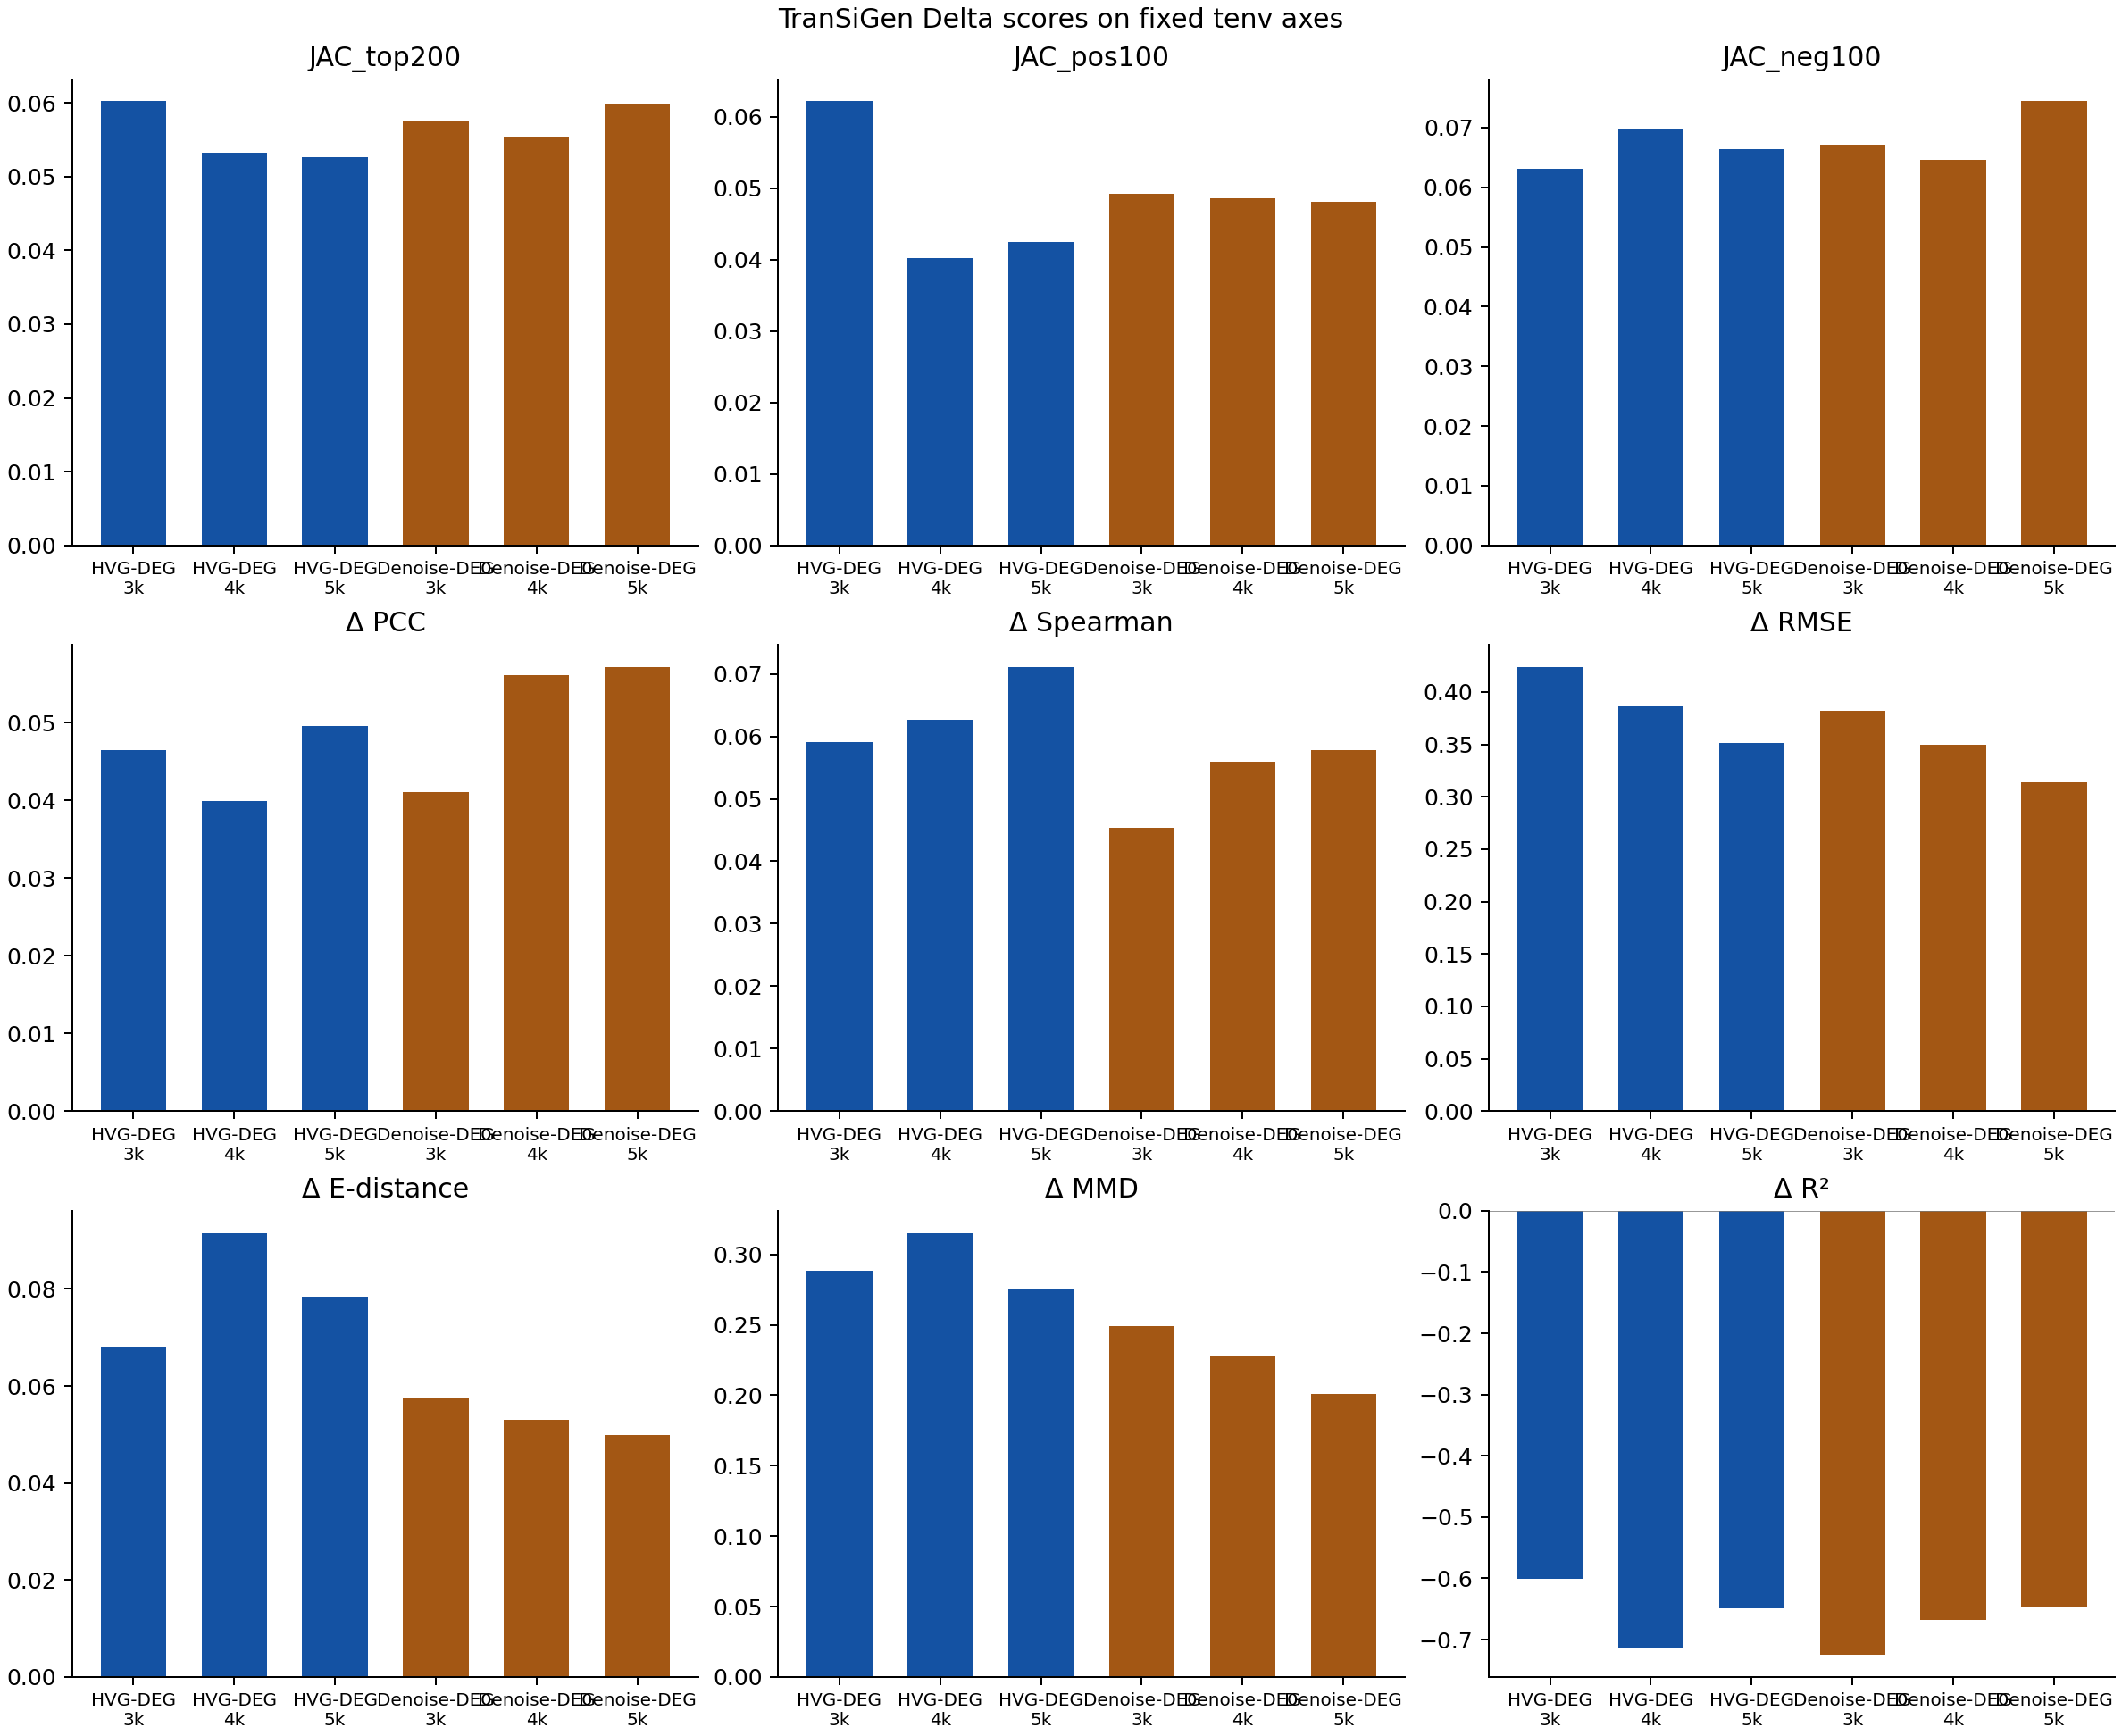 TranSiGen Delta scores on fixed tenv axes
JAC_top200
0.06
0.05
0.04
0.03
0.02
0.01
0.00
HVG-DEG HVG-DEG HVG-DEG Denoise-DEG Denoise-DEG Denoise-DEG
3k 4k 5k 3k 4k 5k
JAC_pos100
0.06
0.05
0.04
0.03
0.02
0.01
0.00
HVG-DEG HVG-DEG HVG-DEG Denoise-DEG Denoise-DEG Denoise-DEG
3k 4k 5k 3k 4k 5k
JAC_neg100
0.07
0.06
0.05
0.04
0.03
0.02
0.01
0.00
HVG-DEG HVG-DEG HVG-DEG Denoise-DEG Denoise-DEG Denoise-DEG
3k 4k 5k 3k 4k 5k
Δ PCC
0.05
0.04
0.03
0.02
0.01
0.00
HVG-DEG HVG-DEG HVG-DEG Denoise-DEG Denoise-DEG Denoise-DEG
3k 4k 5k 3k 4k 5k
Δ Spearman
0.07
0.06
0.05
0.04
0.03
0.02
0.01
0.00
HVG-DEG HVG-DEG HVG-DEG Denoise-DEG Denoise-DEG Denoise-DEG
3k 4k 5k 3k 4k 5k
Δ RMSE
0.40
0.35
0.30
0.25
0.20
0.15
0.10
0.05
0.00
HVG-DEG HVG-DEG HVG-DEG Denoise-DEG Denoise-DEG Denoise-DEG
3k 4k 5k 3k 4k 5k
Δ E-distance
0.08
0.06
0.04
0.02
0.00
HVG-DEG HVG-DEG HVG-DEG Denoise-DEG Denoise-DEG Denoise-DEG
3k 4k 5k 3k 4k 5k
Δ MMD
0.30
0.25
0.20
0.15
0.10
0.05
0.00
HVG-DEG HVG-DEG HVG-DEG Denoise-DEG Denoise-DEG Denoise-DEG
3k 4k 5k 3k 4k 5k
Δ R²
0.0
−0.1
−0.2
−0.3
−0.4
−0.5
−0.6
−0.7
HVG-DEG HVG-DEG HVG-DEG Denoise-DEG Denoise-DEG Denoise-DEG
3k 4k 5k 3k 4k 5k